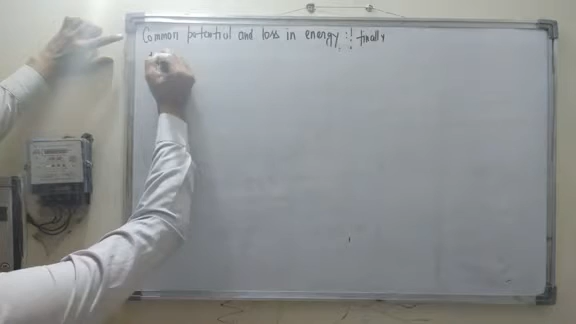 Common potential and loss in energy :: finally